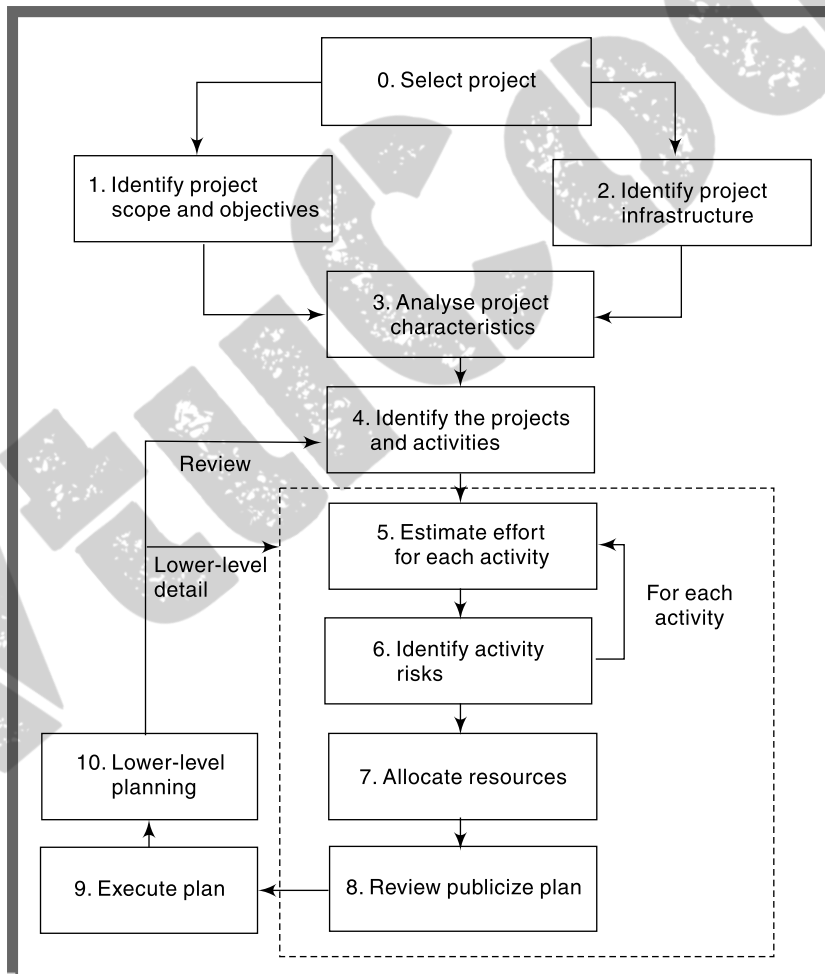 0. Select project
1. Identify project
scope and objectives
2. Identify project
infrastructure
3. Analyse project
characteristics
4. Identify the projects
and activities
Review
5. Estimate effort
for each activity
Lower-level
detail
For each
activity
6. Identify activity
risks
10. Lower-level
planning
7. Allocate resources
9. Execute plan
8. Review publicize plan